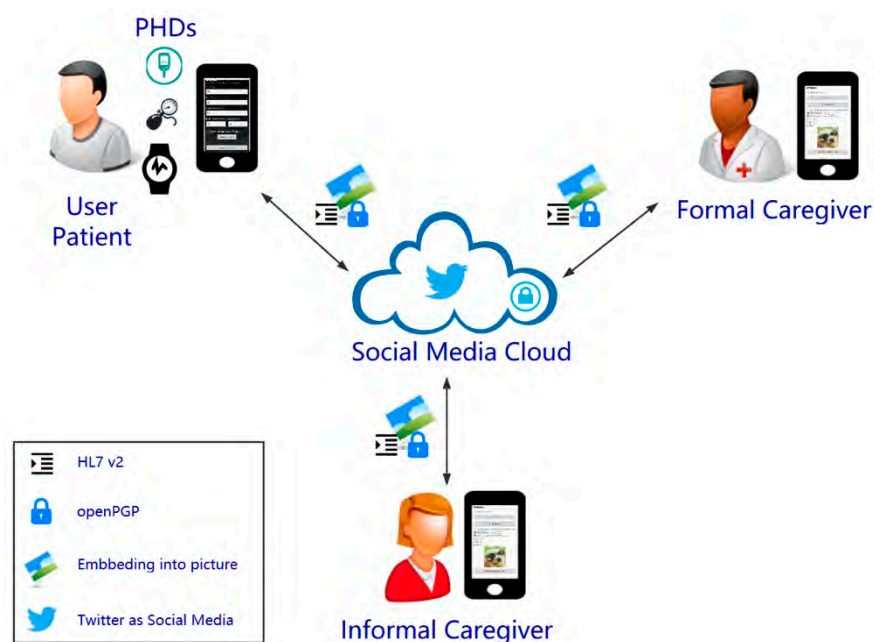 PHDs
User
Patient
Formal Caregiver
Social Media Cloud
HL7 v2
openPGP
Embbeding into picture
Twitter as Social Media
Informal Caregiver